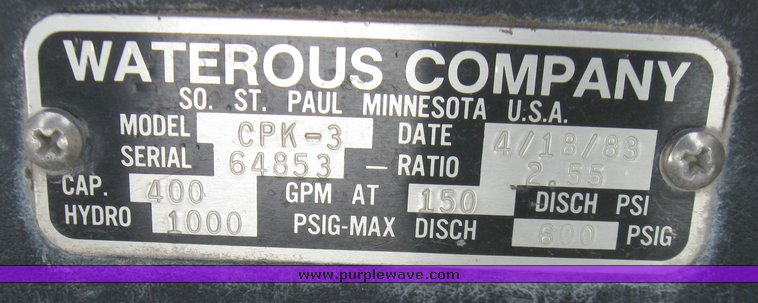 WATEROUS COMPANY
SO. ST. PAUL MINNESOTA U.S.A.
MODEL CPK-3 DATE 4/18/83
SERIAL 64853 - RATIO 2.55
CAP. 400 GPM AT 150 DISCH PSI
HYDRO 1000 PSIG-MAX DISCH 600 PSIG
www.purplewave.com